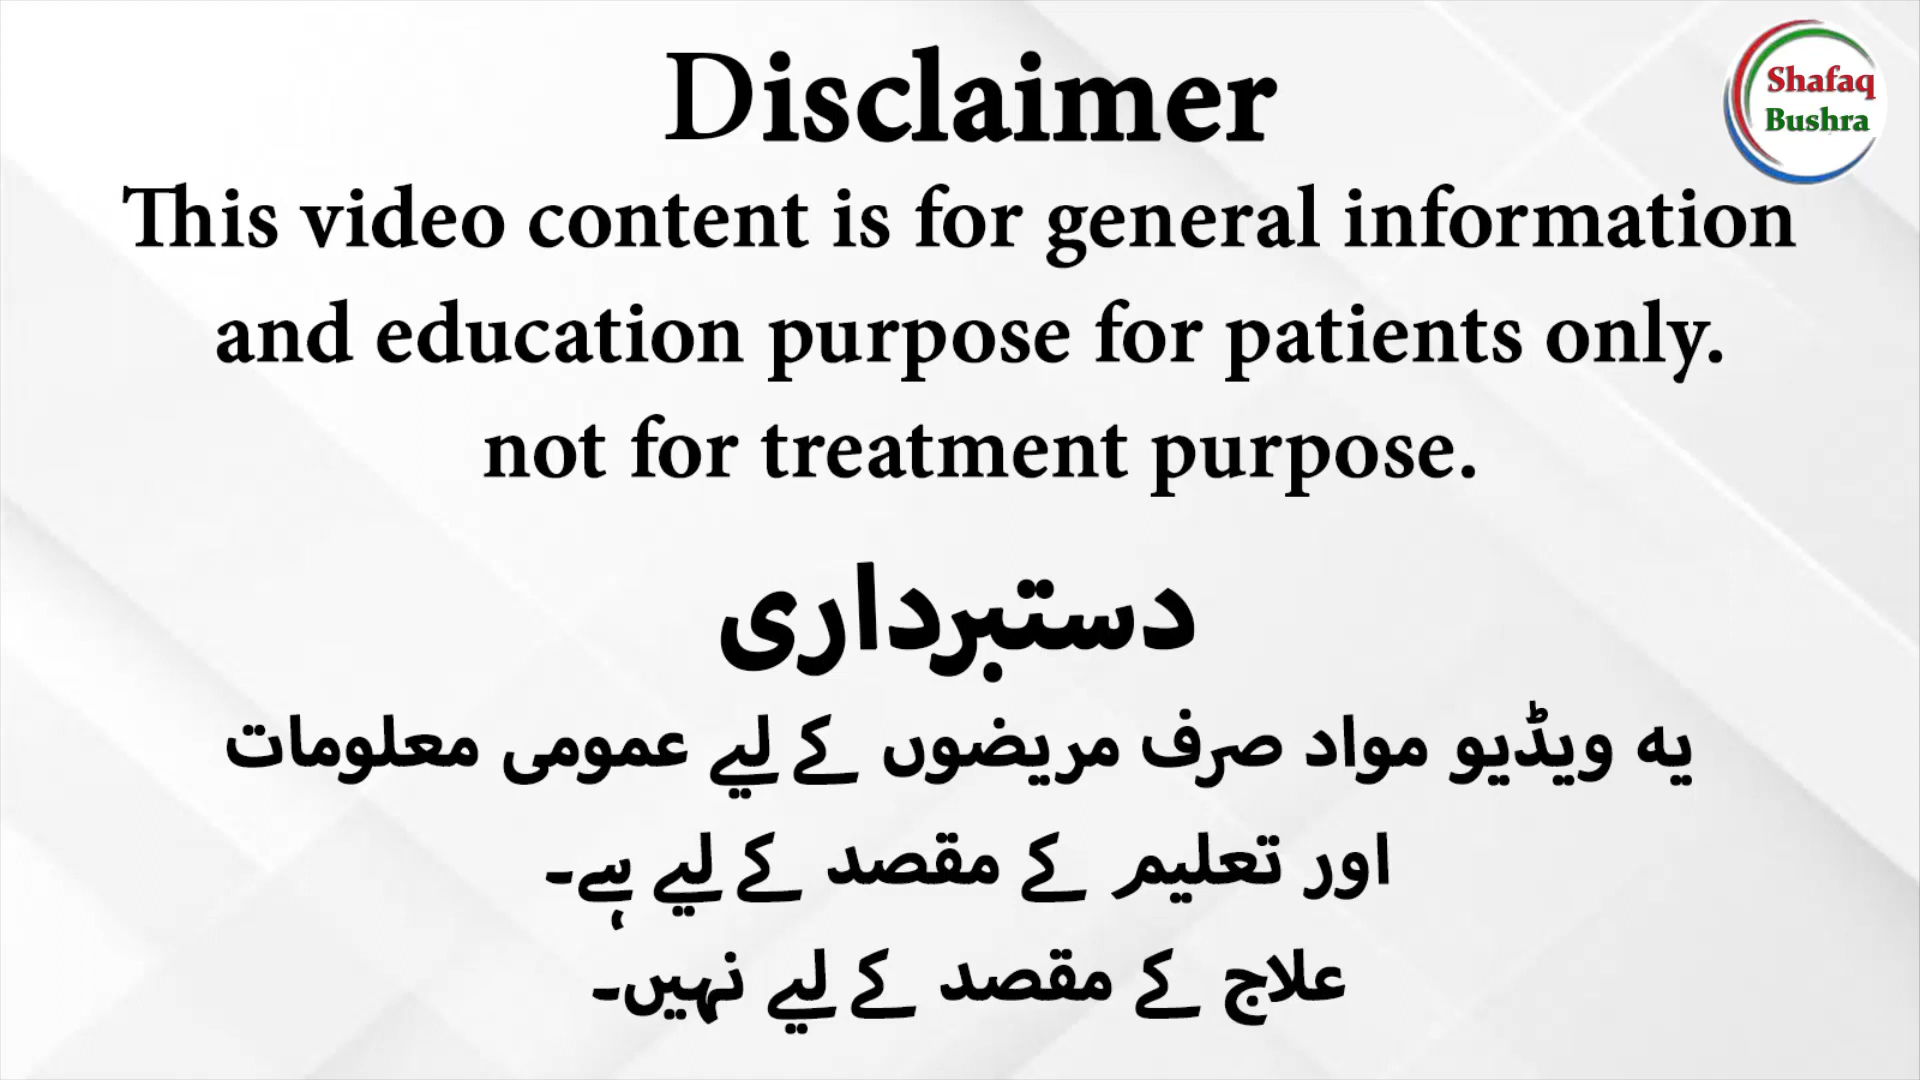 Disclaimer
Shafaq
Bushra
This video content is for general information
and education purpose for patients only.
not for treatment purpose.
دستبرداری
یہ ویڈیو مواد صرف مریضوں کے لیے عمومی معلومات
اور تعلیم کے مقصد کے لیے ہے۔
علاج کے مقصد کے لیے نہیں۔